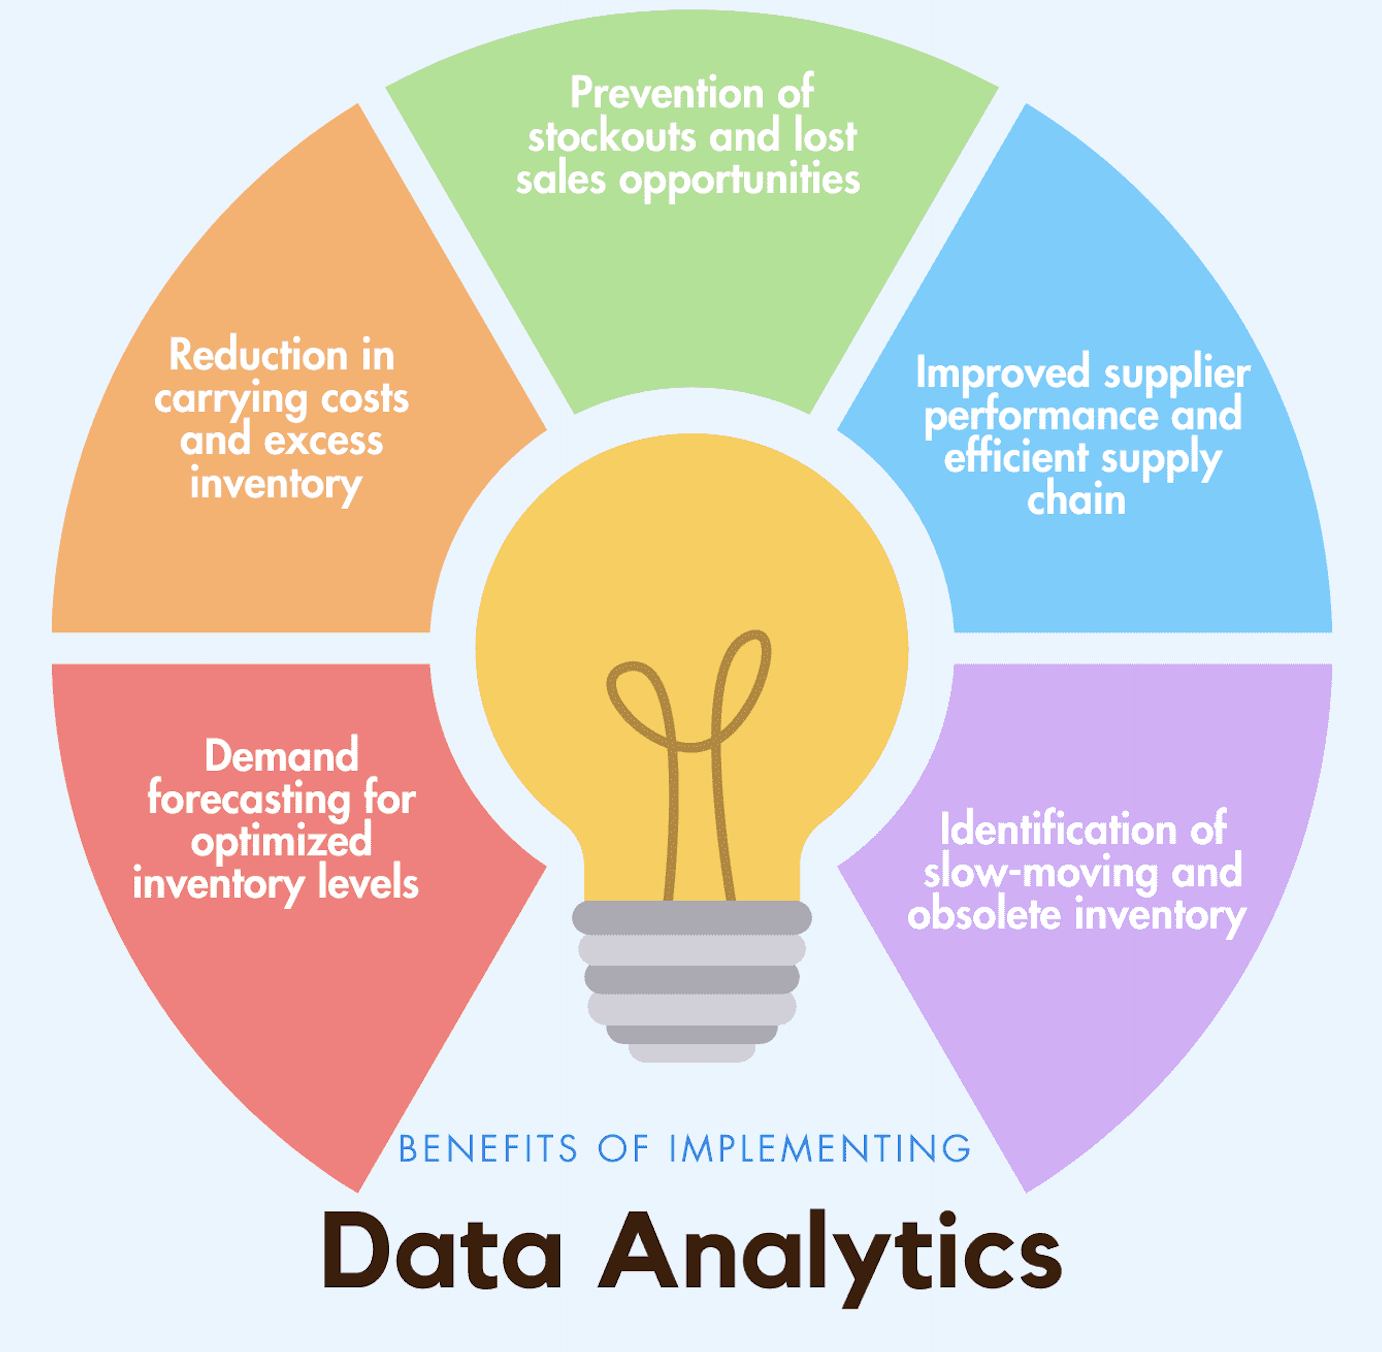 Prevention of
stockouts and lost
sales opportunities
Reduction in
carrying costs
and excess
inventory
Improved supplier
performance and
efficient supply
chain
Demand
forecasting for
optimized
inventory levels
Identification of
slow-moving and
obsolete inventory
BENEFITS OF IMPLEMENTING
Data Analytics